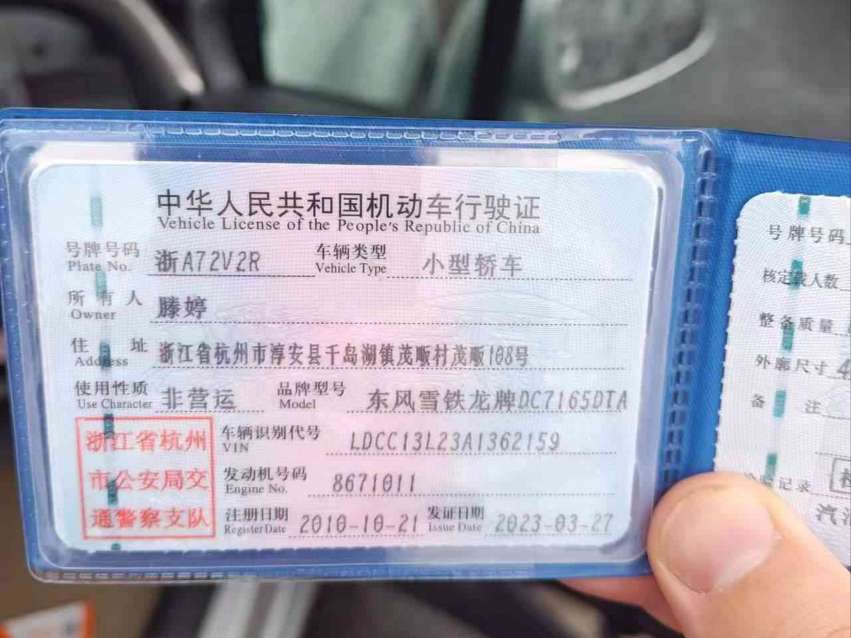 中华人民共和国机动车行驶证
Vehicle License of the People's Republic of China
号牌号码 浙A72V2R 车辆类型 小型轿车
Plate No. Vehicle Type
所有人 滕婷
Owner
住址 浙江省杭州市淳安县千岛湖镇茂畈村茂畈108号
Address
使用性质 非营运 品牌型号 东风雪铁龙牌DC7165DTA
Use Character Model
浙江省杭州
市公安局交
通警察支队
车辆识别代号 LDCC13L23A1362159
VIN
发动机号码 8671011
Engine No.
注册日期 2010-10-21 发证日期 2023-03-27
Register Date Issue Date
号牌号码
核定载人数
整备质量
外廓尺寸 4
备注
记录
汽油